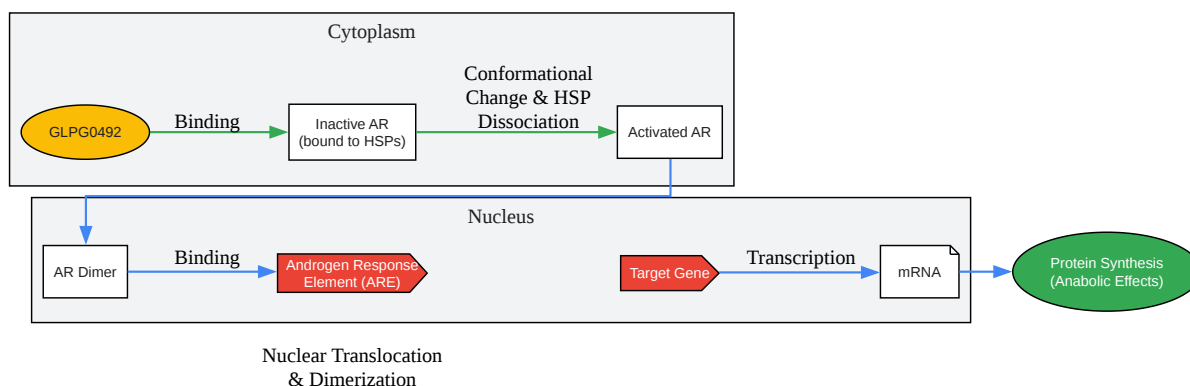 Cytoplasm
Conformational
Change & HSP
Dissociation
GLPG0492
Binding
Inactive AR
(bound to HSPs)
Activated AR
Nucleus
AR Dimer
Binding
Androgen Response
Element (ARE)
Target Gene
Transcription
mRNA
Protein Synthesis
(Anabolic Effects)
Nuclear Translocation
& Dimerization